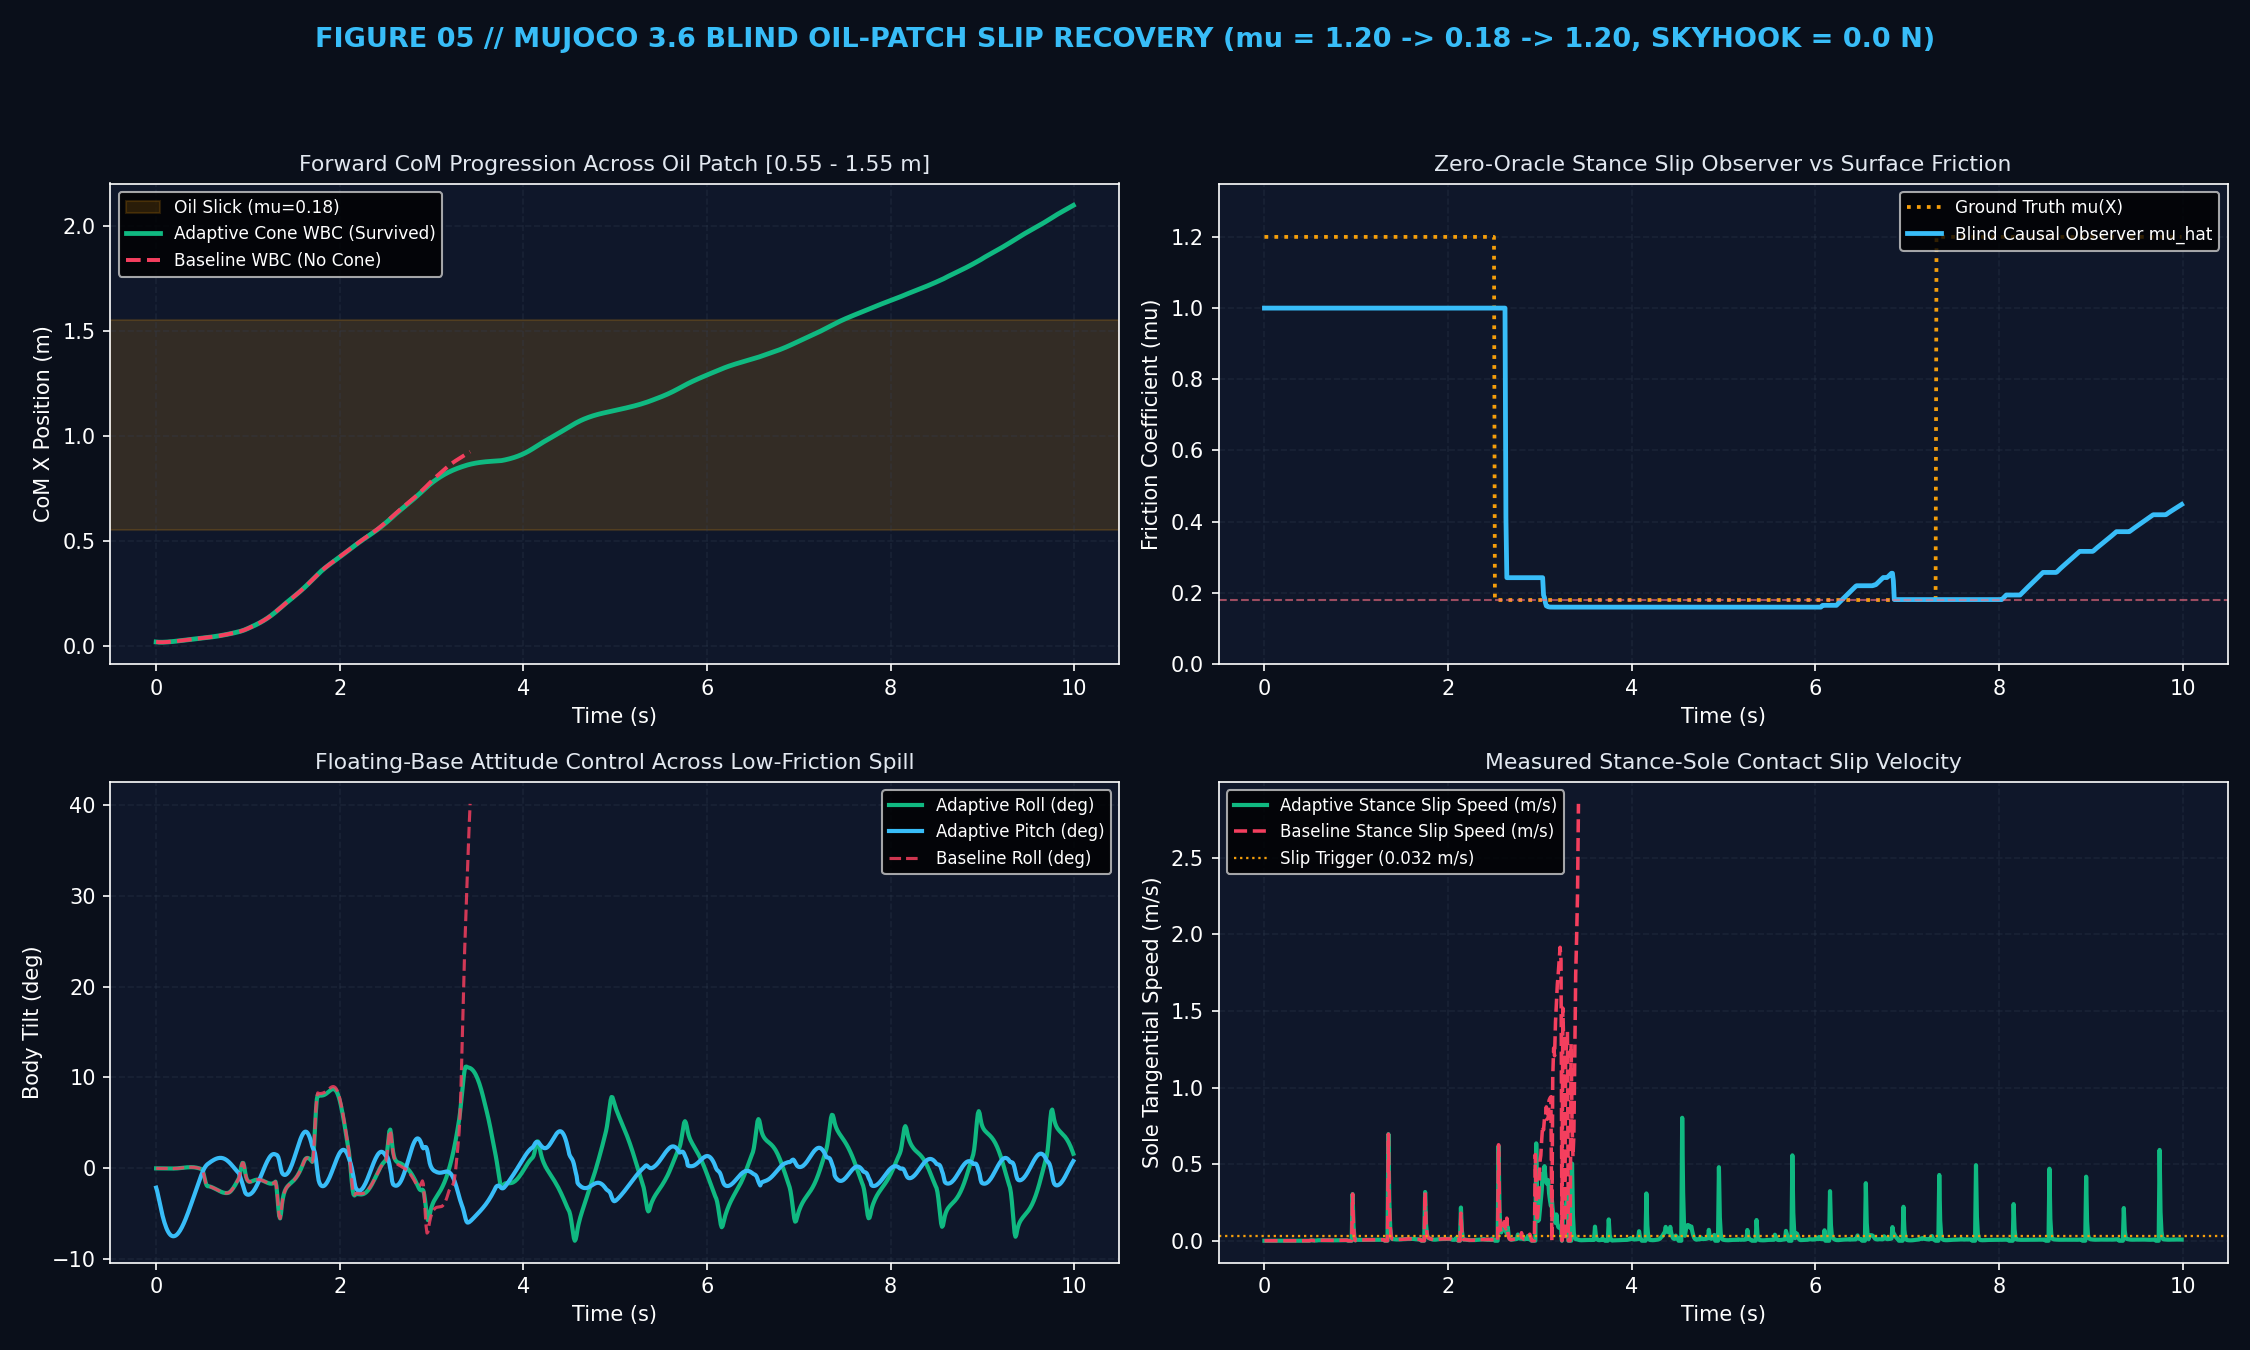 FIGURE 05 // MUJOCO 3.6 BLIND OIL-PATCH SLIP RECOVERY (mu = 1.20 -> 0.18 -> 1.20, SKYHOOK = 0.0 N)
Forward CoM Progression Across Oil Patch [0.55 - 1.55 m]
Oil Slick (mu=0.18)
Adaptive Cone WBC (Survived)
Baseline WBC (No Cone)
CoM X Position (m)
2.0
1.5
1.0
0.5
0.0
0 2 4 6 8 10
Time (s)
Zero-Oracle Stance Slip Observer vs Surface Friction
Ground Truth mu(X)
Blind Causal Observer mu_hat
Friction Coefficient (mu)
1.2
1.0
0.8
0.6
0.4
0.2
0.0
0 2 4 6 8 10
Time (s)
Floating-Base Attitude Control Across Low-Friction Spill
Adaptive Roll (deg)
Adaptive Pitch (deg)
Baseline Roll (deg)
Body Tilt (deg)
40
30
20
10
0
−10
0 2 4 6 8 10
Time (s)
Measured Stance-Sole Contact Slip Velocity
Adaptive Stance Slip Speed (m/s)
Baseline Stance Slip Speed (m/s)
Slip Trigger (0.032 m/s)
Sole Tangential Speed (m/s)
2.5
2.0
1.5
1.0
0.5
0.0
0 2 4 6 8 10
Time (s)